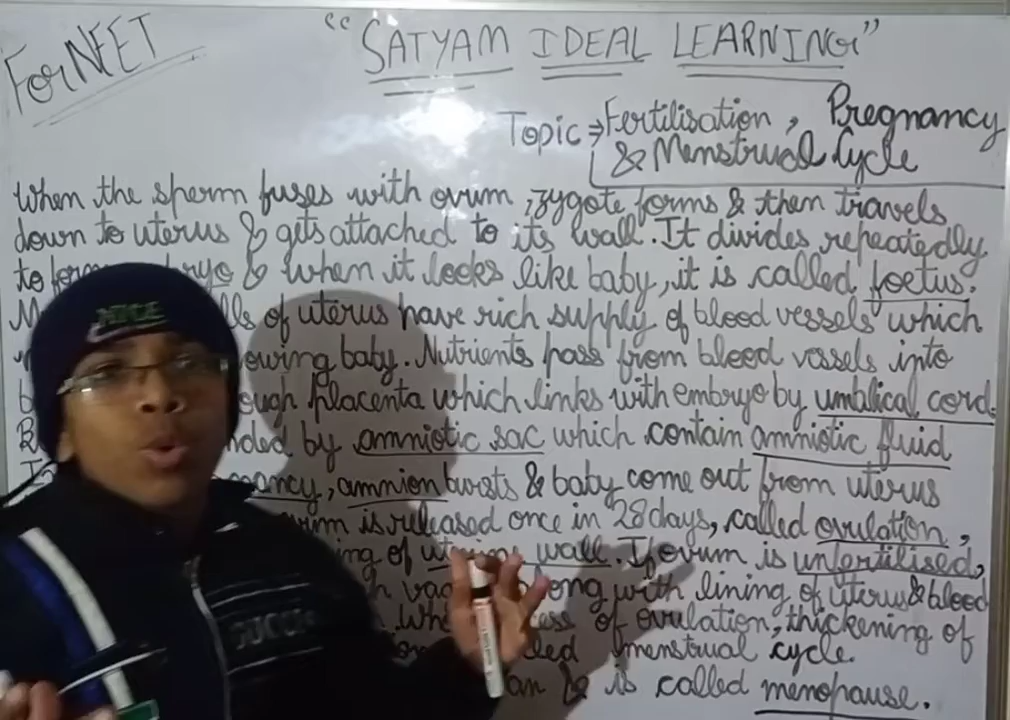 For NEET
“SATYAM IDEAL LEARNING”
Topic ⇒ Fertilisation, Pregnancy
& Menstrual Cycle
When the sperm fuses with ovum, zygote forms & then travels
down to uterus & gets attached to its wall. It divides repeatedly
to & when it looks like baby, it is called foetus.
of uterus have rich supply of blood vessels which
baby. Nutrients pass from blood vessels into
placenta which links with embryo by umblical cord.
by amniotic sac which contain amniotic fluid
, amnion bursts & baby come out from uterus
is released once in 28 days, called ovulation,
of wall. If ovum is unfertilised,
with lining of uterus & blood
of ovulation, thickening of
menstrual cycle.
& is called menopause.
NICE
GUCCI